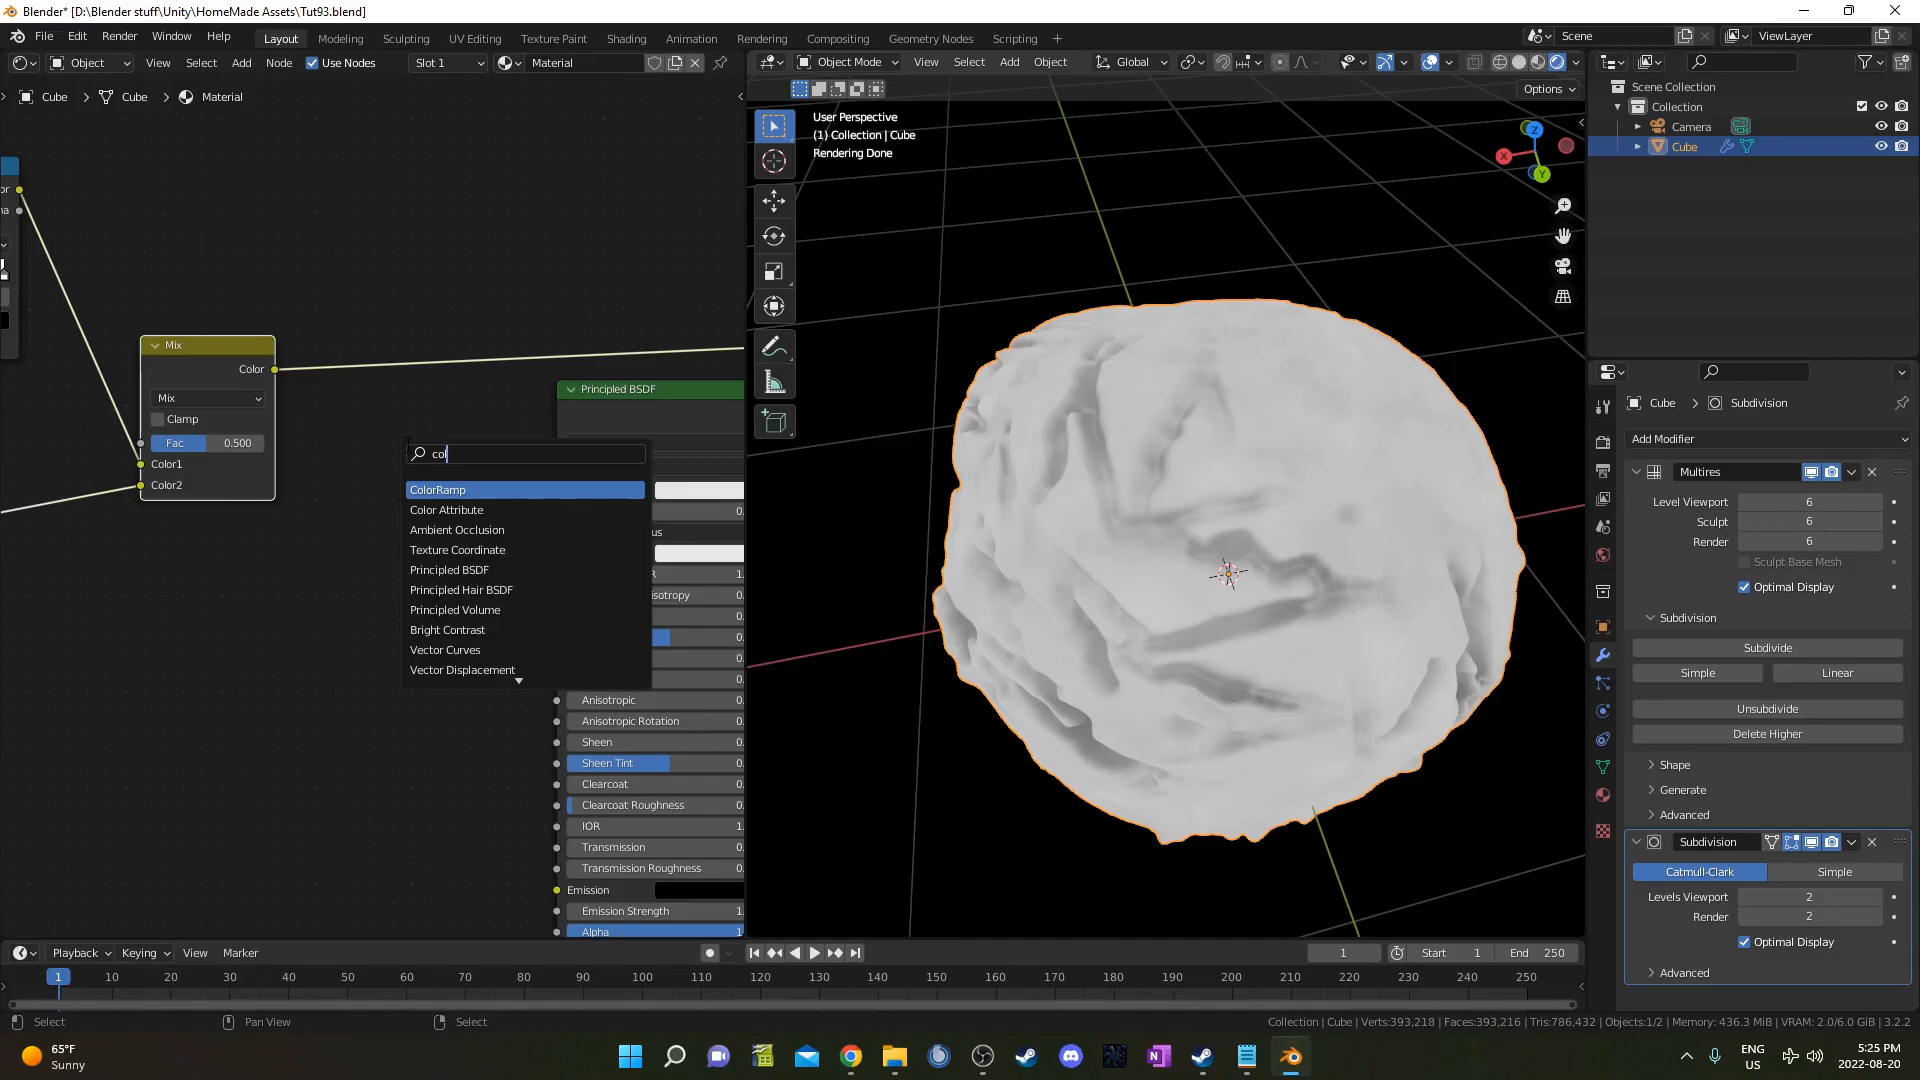 Blender* [D:\Blender stuff\Unity\HomeMade Assets\Tut93.blend]
File Edit Render Window Help Layout Modeling Sculpting UV Editing Texture Paint Shading Animation Rendering Compositing Geometry Nodes Scripting + Scene ViewLayer
Object View Select Add Node Use Nodes Slot 1 Material Object Mode View Select Add Object Global
Options
Cube > Cube > Material
User Perspective
(1) Collection | Cube
Rendering Done
Z
X
Y
Scene Collection
Collection
Camera
Cube
Mix
Color
Mix
Clamp
Fac 0.500
Color1
Color2
Principled BSDF
col
ColorRamp
Color Attribute
Ambient Occlusion
Texture Coordinate
Principled BSDF
Principled Hair BSDF
Principled Volume
Bright Contrast
Vector Curves
Vector Displacement
Anisotropic 0.
Anisotropic Rotation 0.
Sheen 0.
Sheen Tint 0.
Clearcoat 0.
Clearcoat Roughness 0.
IOR 1.
Transmission 0.
Transmission Roughness 0.
Emission
Emission Strength 1.
Alpha 1
Cube > Subdivision
Add Modifier
Multires
Level Viewport 6
Sculpt 6
Render 6
Sculpt Base Mesh
Optimal Display
Subdivision
Subdivide
Simple Linear
Unsubdivide
Delete Higher
Shape
Generate
Advanced
Subdivision
Catmull-Clark Simple
Levels Viewport 2
Render 2
Optimal Display
Advanced
Playback Keying View Marker 1 Start 1 End 250
1 10 20 30 40 50 60 70 80 90 100 110 120 130 140 150 160 170 180 190 200 210 220 230 240 250
Select Pan View Select Collection | Cube | Verts:393,218 | Faces:393,216 | Tris:786,432 | Objects:1/2 | Memory: 436.3 MiB | VRAM: 2.0/6.0 GiB | 3.2.2
65°F
Sunny
ENG
US
5:25 PM
2022-08-20